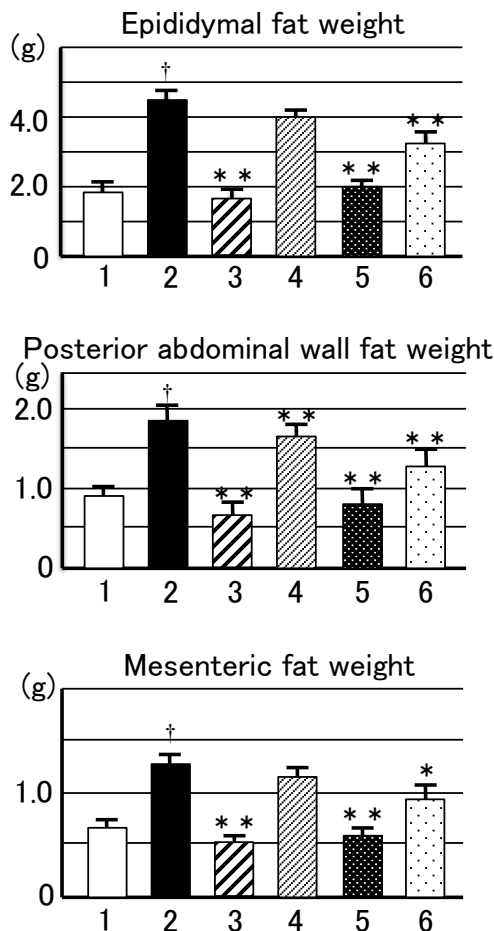 Epididymal fat weight
(g)
†
4.0
* *
* *
* *
2.0
0
1 2 3 4 5 6
Posterior abdominal wall fat weight
(g)
†
2.0
* *
* *
1.0
* *
* *
0
1 2 3 4 5 6
Mesenteric fat weight
(g)
†
*
1.0
* *
* *
0
1 2 3 4 5 6